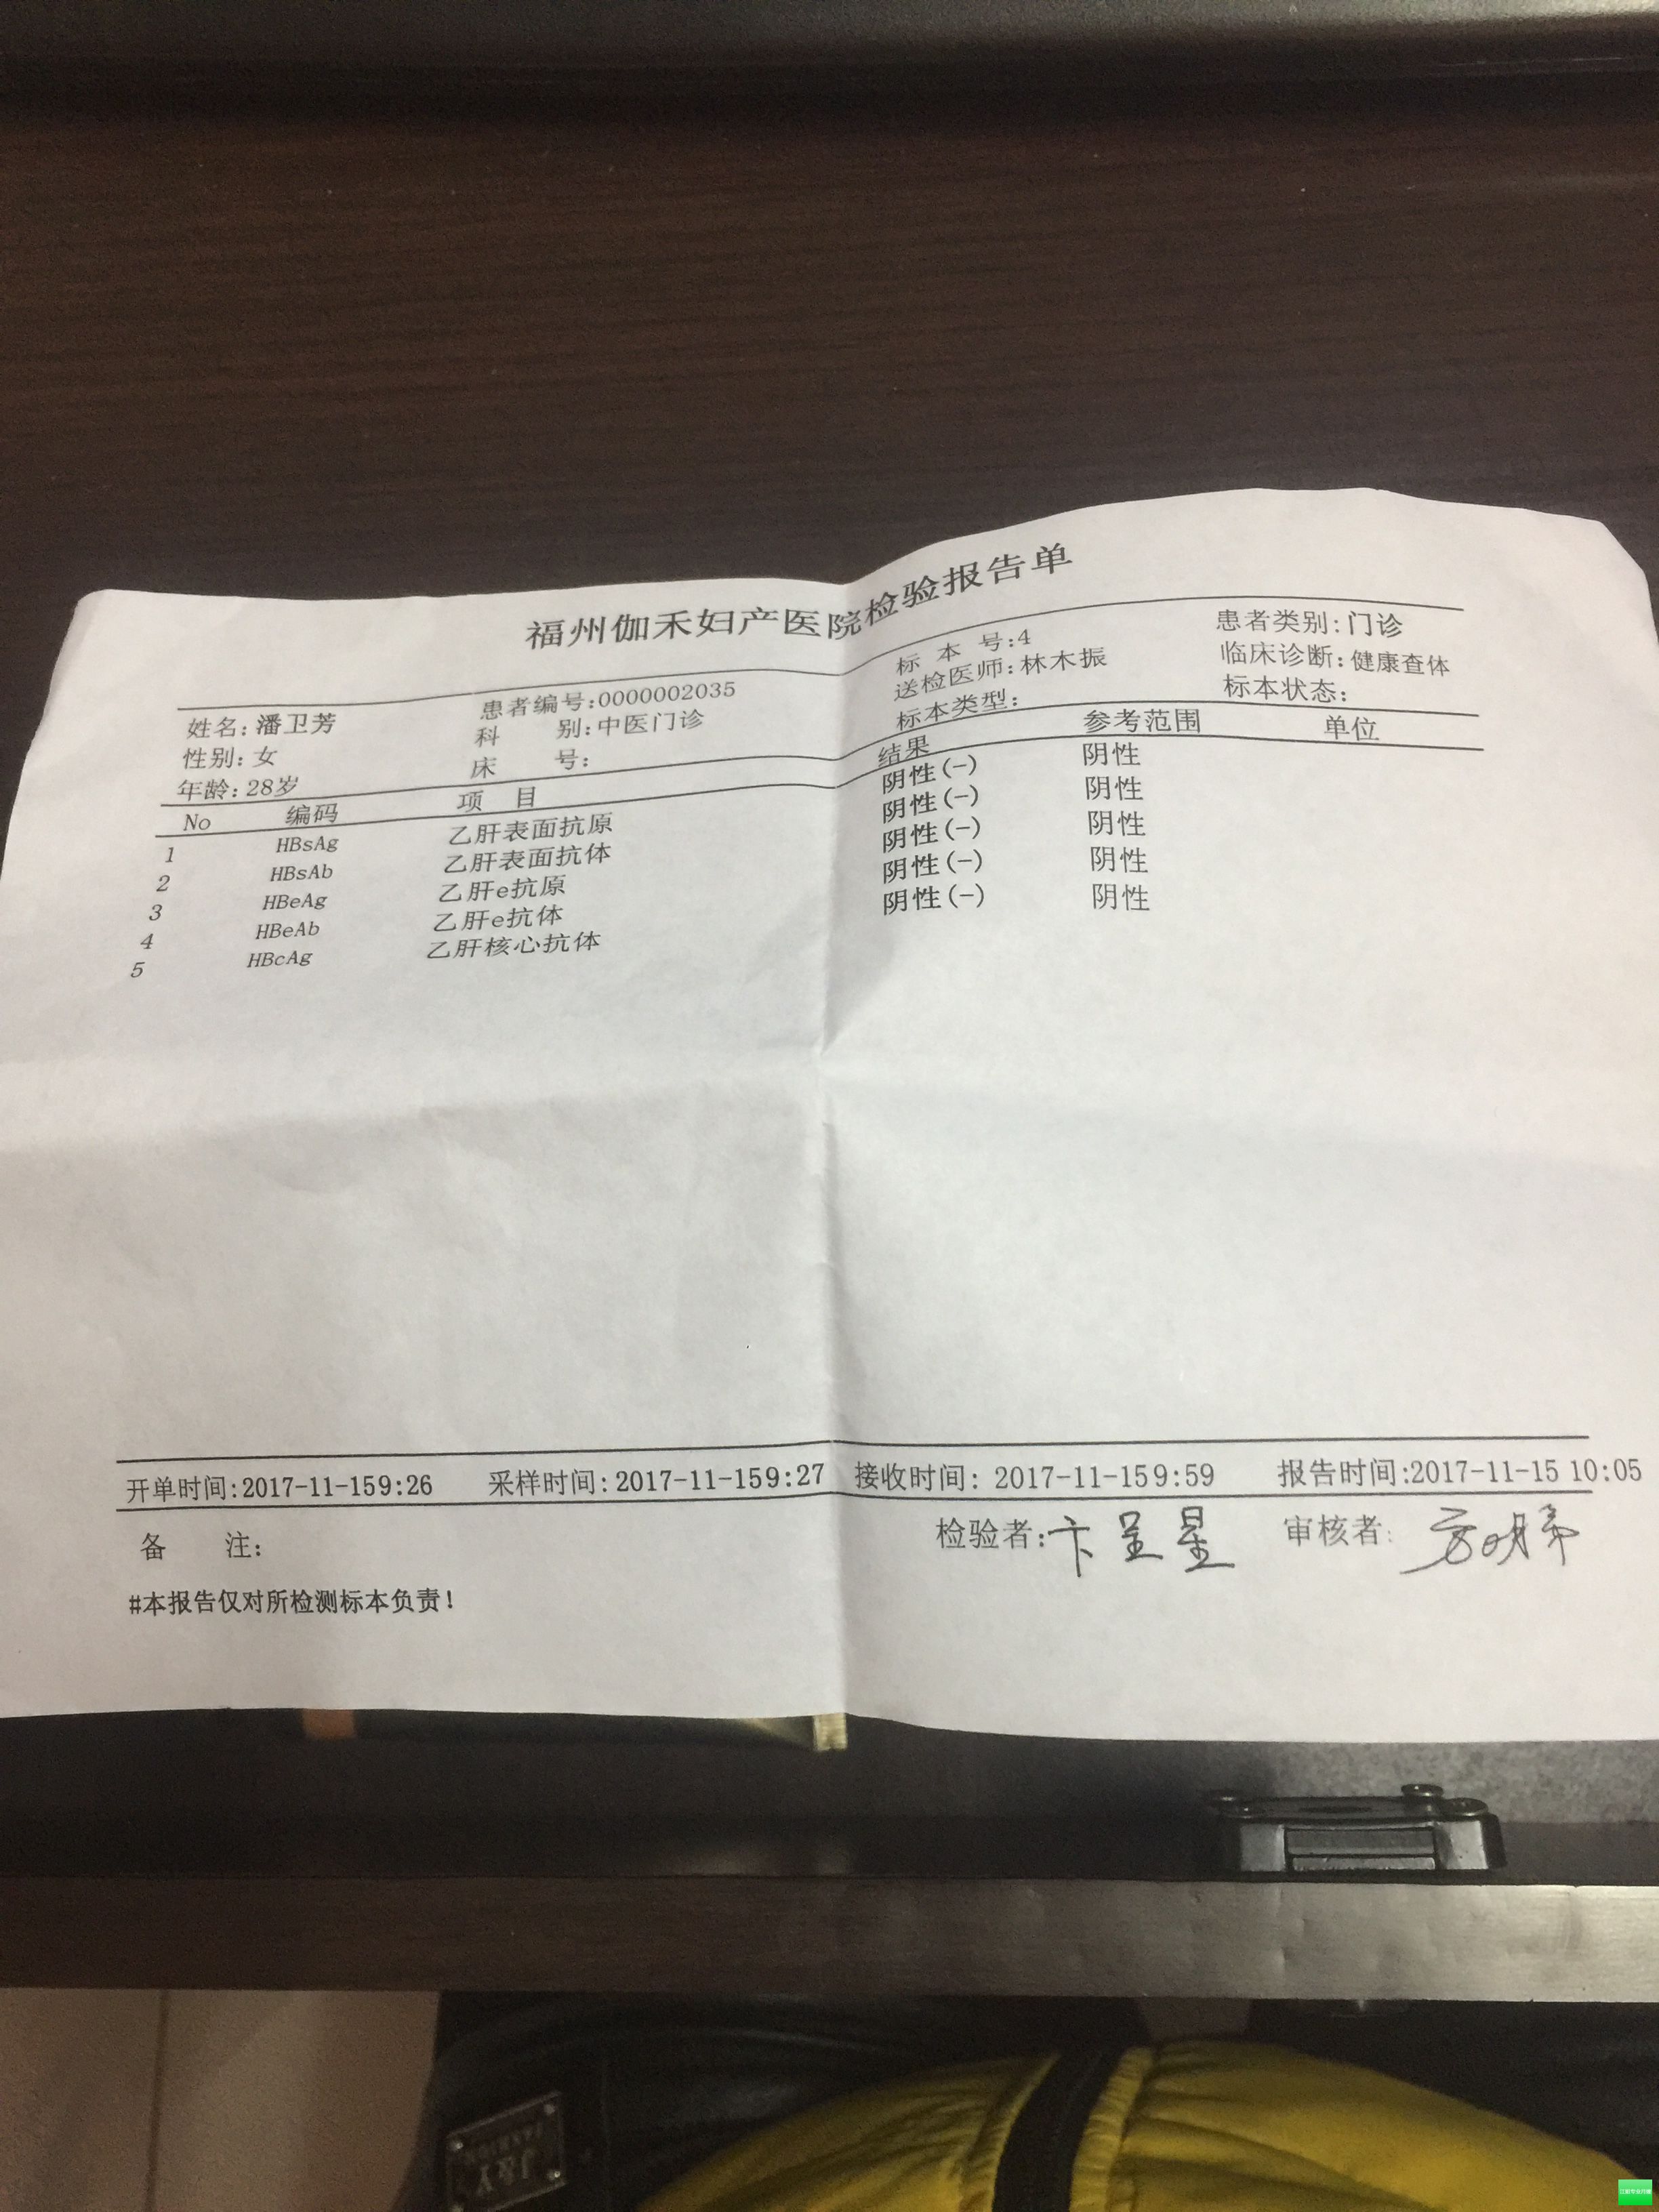 福州伽禾妇产医院检验报告单
姓名:潘卫芳 患者编号:0000002035 标本号:4 患者类别:门诊
性别:女 科别:中医门诊 送检医师:林木振 临床诊断:健康查体
年龄:28岁 床号: 标本类型: 标本状态:
No 编码 项目 结果 参考范围 单位
1 HBsAg 乙肝表面抗原 阴性(-) 阴性
2 HBsAb 乙肝表面抗体 阴性(-) 阴性
3 HBeAg 乙肝e抗原 阴性(-) 阴性
4 HBeAb 乙肝e抗体 阴性(-) 阴性
5 HBcAg 乙肝核心抗体 阴性(-) 阴性
开单时间:2017-11-159:26 采样时间:2017-11-159:27 接收时间: 2017-11-159:59 报告时间:2017-11-15 10:05
备注: 检验者:卞呈星 审核者:
#本报告仅对所检测标本负责!